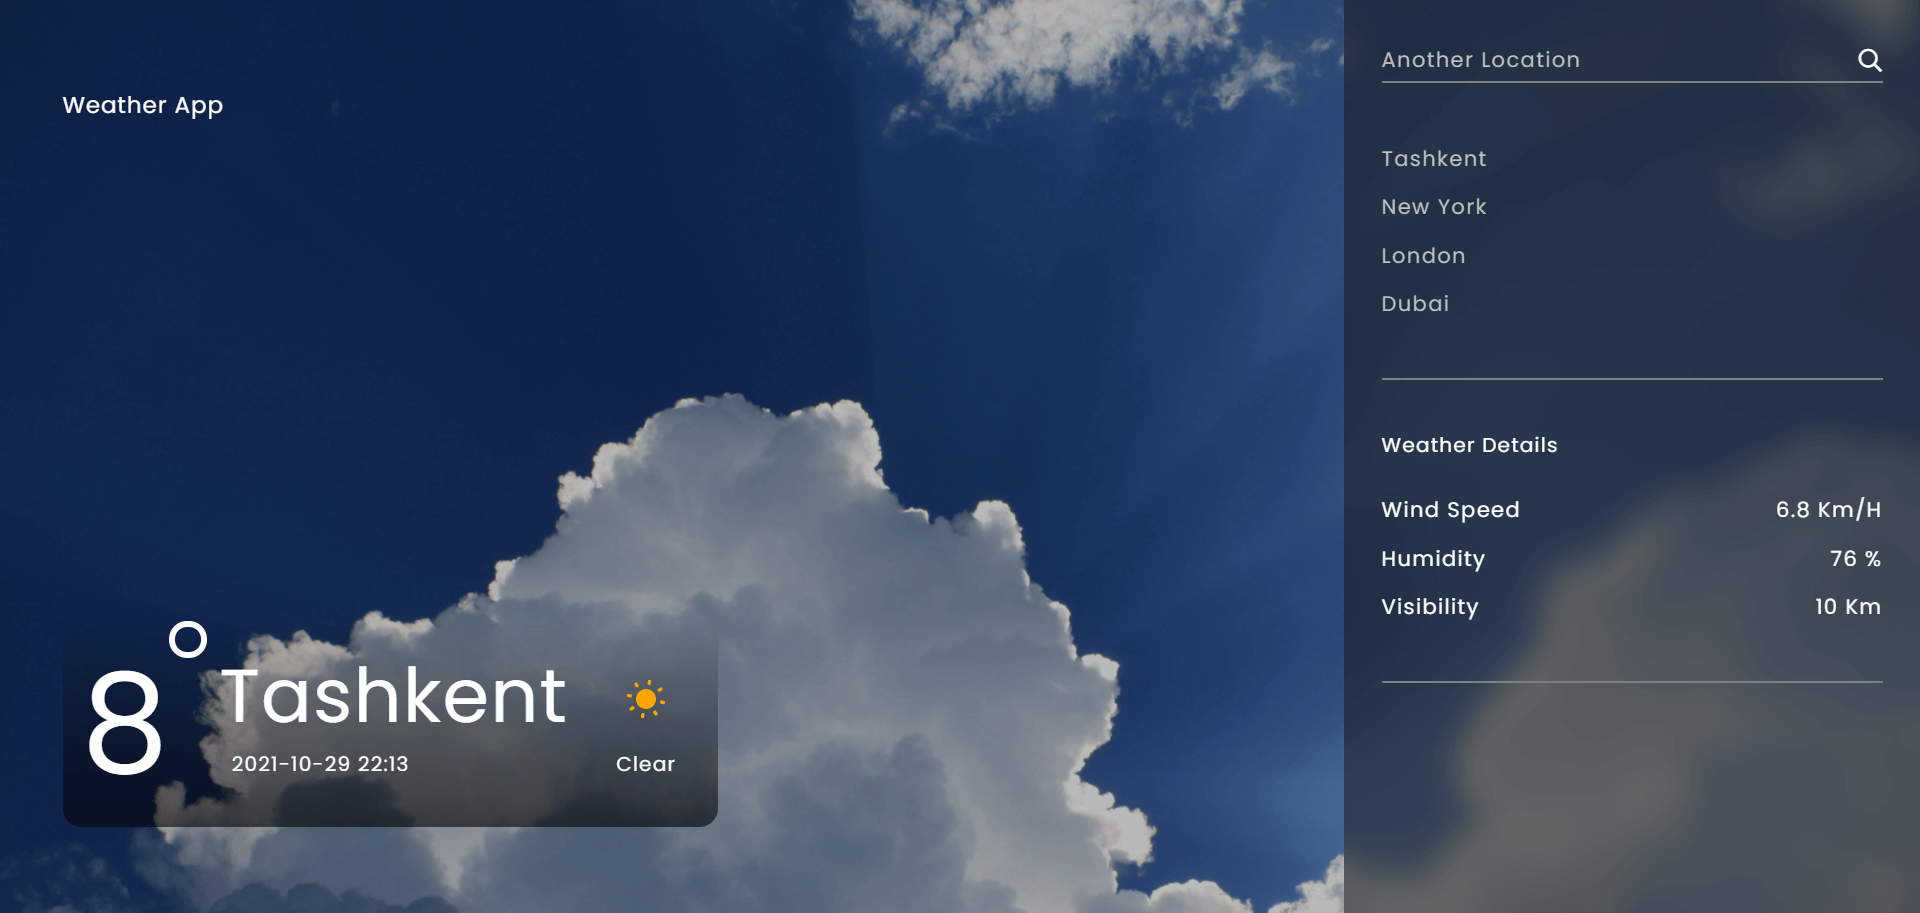 Weather App
8°
Tashkent
2021-10-29 22:13
Clear
Another Location
Tashkent
New York
London
Dubai
Weather Details
Wind Speed 6.8 Km/H
Humidity 76 %
Visibility 10 Km